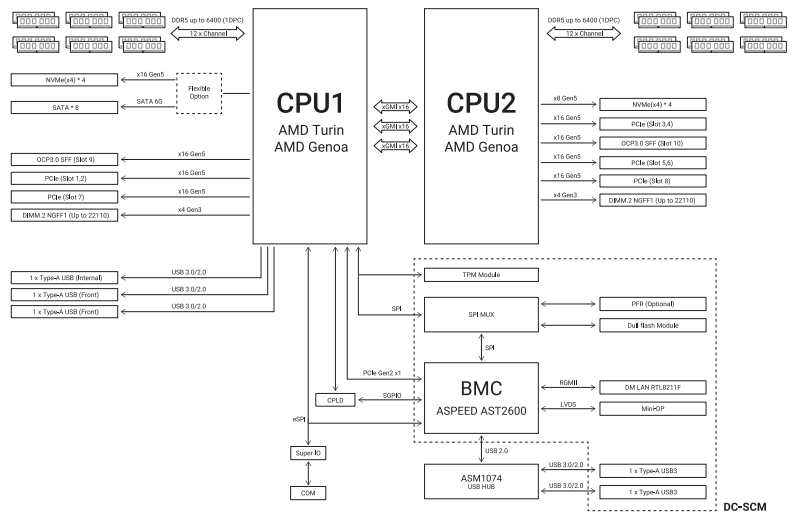 DDR5 up to 6400 (1DPC)
12 x Channel
DDR5 up to 6400 (1DPC)
12 x Channel
NVMe(x4) * 4
x16 Gen5
Flexible
Option
SATA * 8
SATA 6G
CPU1
AMD Turin
AMD Genoa
xGMI x16
xGMI x16
xGMI x16
CPU2
AMD Turin
AMD Genoa
x8 Gen5
NVMe(x4) * 4
x16 Gen5
PCIe (Slot 3,4)
x16 Gen5
OCP3.0 SFF (Slot 10)
x16 Gen5
PCIe (Slot 5,6)
x16 Gen5
PCIe (Slot 8)
x4 Gen3
DIMM.2 NGFF1 (Up to 22110)
OCP3.0 SFF (Slot 9)
x16 Gen5
PCIe (Slot 1,2)
x16 Gen5
PCIe (Slot 7)
x16 Gen5
DIMM.2 NGFF1 (Up to 22110)
x4 Gen3
1 x Type-A USB (Internal)
USB 3.0/2.0
1 x Type-A USB (Front)
USB 3.0/2.0
1 x Type-A USB (Front)
USB 3.0/2.0
TPM Module
SPI
SPI MUX
PFR (Optional)
Dull flash Module
SPI
PCIe Gen2 x1
BMC
ASPEED AST2600
RGMII
DM LAN RTL8211F
LVDS
Mini-DP
CPLD
SGPIO
eSPI
Super IO
COM
USB 2.0
ASM1074
USB HUB
USB 3.0/2.0
1 x Type-A USB3
USB 3.0/2.0
1 x Type-A USB3
DC-SCM